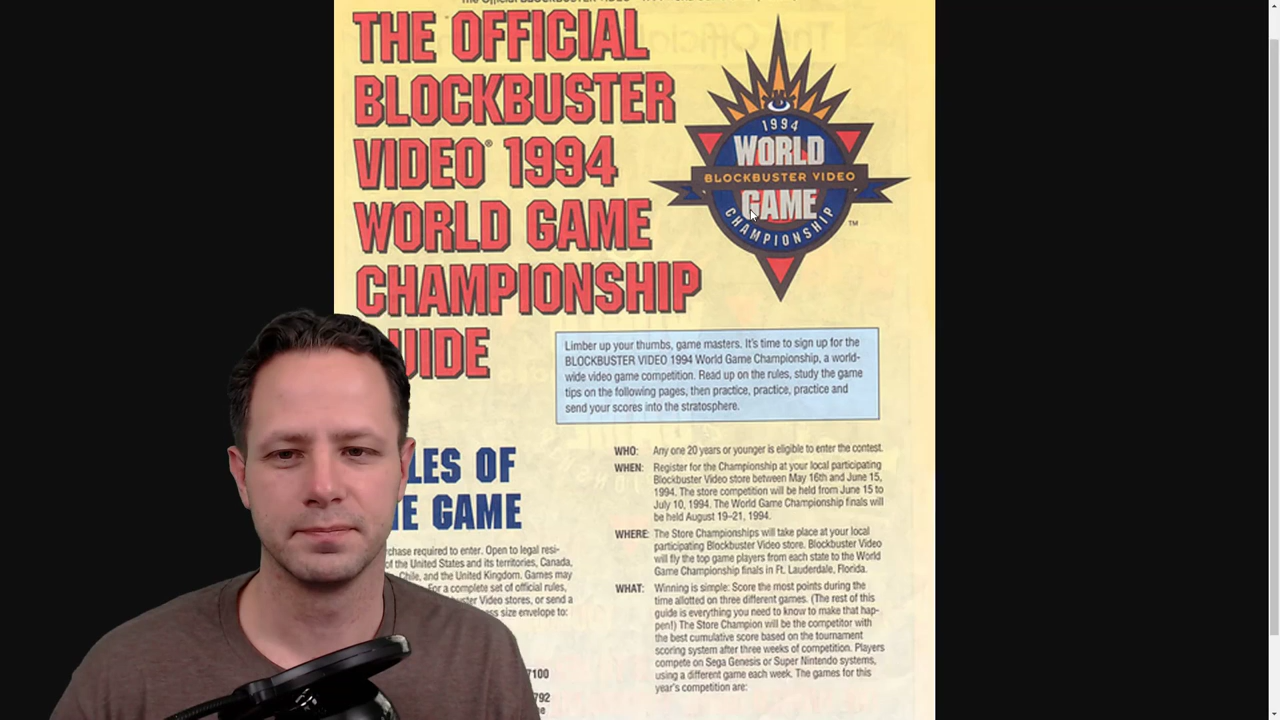 THE OFFICIAL
BLOCKBUSTER
VIDEO® 1994
WORLD GAME
CHAMPIONSHIP
GUIDE
1994
WORLD
BLOCKBUSTER VIDEO
GAME
CHAMPIONSHIP
™
Limber up your thumbs, game masters. It's time to sign up for the
BLOCKBUSTER VIDEO 1994 World Game Championship, a world-
wide video game competition. Read up on the rules, study the game
tips on the following pages, then practice, practice, practice and
send your scores into the stratosphere.
LES OF
E GAME
rchase required to enter. Open to legal resi-
of the United States and its territories, Canada,
Chile, and the United Kingdom. Games may
For a complete set of official rules,
ster Video stores, or send a
ss size envelope to:
7100
792
WHO: Any one 20 years or younger is eligible to enter the contest.
WHEN: Register for the Championship at your local participating
Blockbuster Video store between May 16th and June 15,
1994. The store competition will be held from June 15 to
July 10, 1994. The World Game Championship finals will
be held August 19–21, 1994.
WHERE: The Store Championships will take place at your local
participating Blockbuster Video store. Blockbuster Video
will fly the top game players from each state to the World
Game Championship finals in Ft. Lauderdale, Florida.
WHAT: Winning is simple: Score the most points during the
time allotted on three different games. (The rest of this
guide is everything you need to know to make that hap-
pen!) The Store Champion will be the competitor with
the best cumulative score based on the tournament
scoring system after three weeks of competition. Players
compete on Sega Genesis or Super Nintendo systems,
using a different game each week. The games for this
year's competition are: